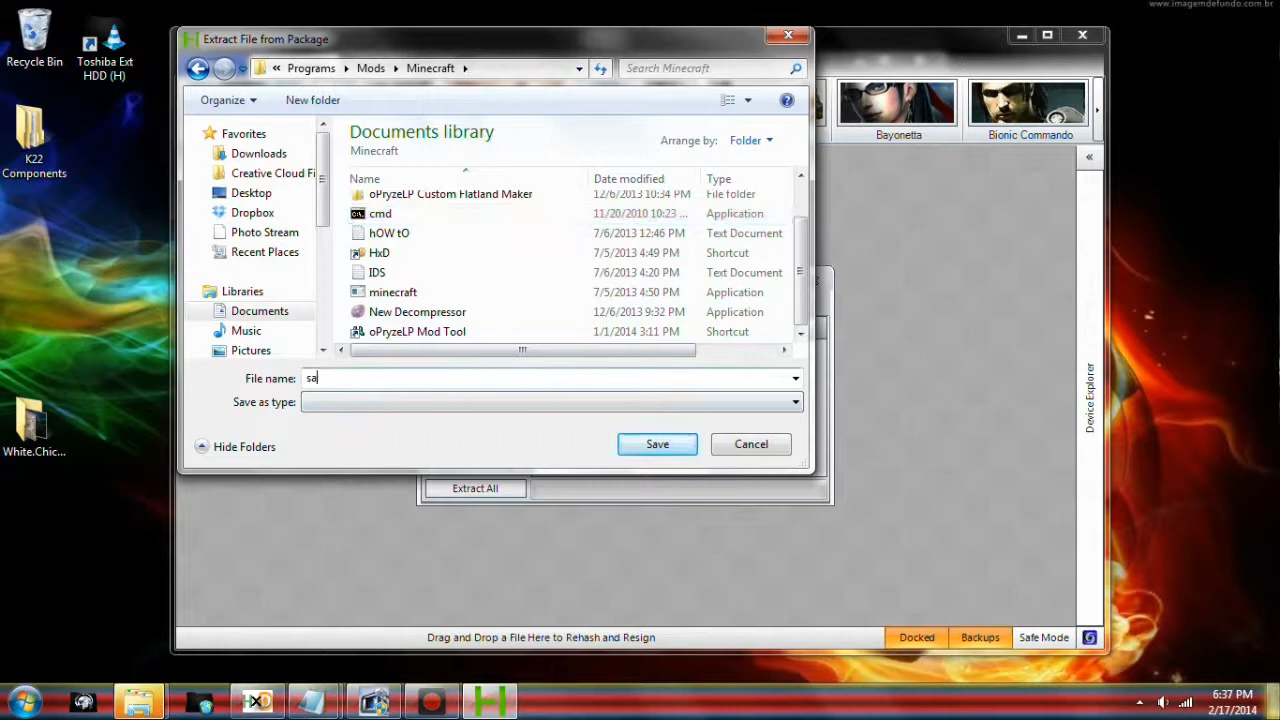 www.imagemdefundo.com.br
Recycle Bin
Toshiba Ext
HDD (H)
K22
Components
White.Chic...
Extract File from Package
« Programs Mods Minecraft
Search Minecraft
Organize
New folder
Favorites
Downloads
Creative Cloud Fi
Desktop
Dropbox
Photo Stream
Recent Places
Libraries
Documents
Music
Pictures
Documents library
Minecraft
Arrange by: Folder
Name Date modified Type
oPryzeLP Custom Flatland Maker 12/6/2013 10:34 PM File folder
cmd 11/20/2010 10:23 ... Application
hOW tO 7/6/2013 12:46 PM Text Document
HxD 7/5/2013 4:49 PM Shortcut
IDS 7/6/2013 4:20 PM Text Document
minecraft 7/5/2013 4:50 PM Application
New Decompressor 12/6/2013 9:32 PM Application
oPryzeLP Mod Tool 1/1/2014 3:11 PM Shortcut
File name: sa
Save as type:
Hide Folders
Save
Cancel
Extract All
Bayonetta
Bionic Commando
«
Device Explorer
Drag and Drop a File Here to Rehash and Resign
Docked
Backups
Safe Mode
6:37 PM
2/17/2014